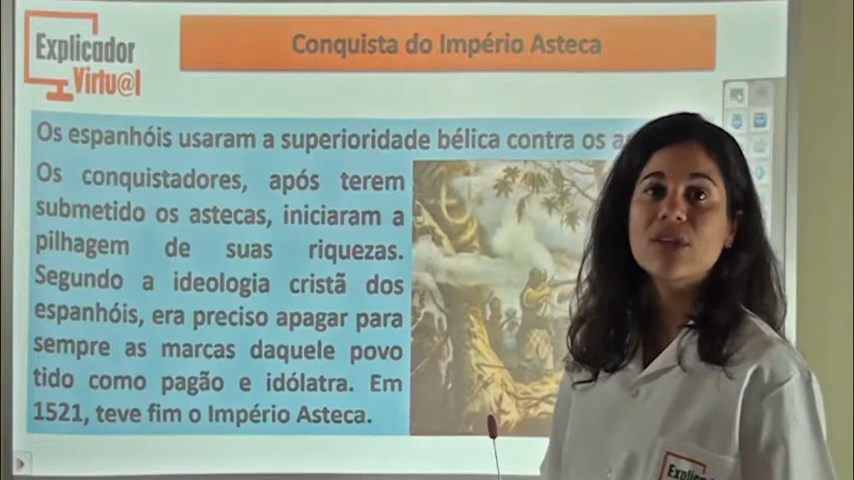 Explicador
Virtu@l
Conquista do Império Asteca
Os espanhóis usaram a superioridade bélica contra os
Os conquistadores, após terem
submetido os astecas, iniciaram a
pilhagem de suas riquezas.
Segundo a ideologia cristã dos
espanhóis, era preciso apagar para
sempre as marcas daquele povo
tido como pagão e idólatra. Em
1521, teve fim o Império Asteca.